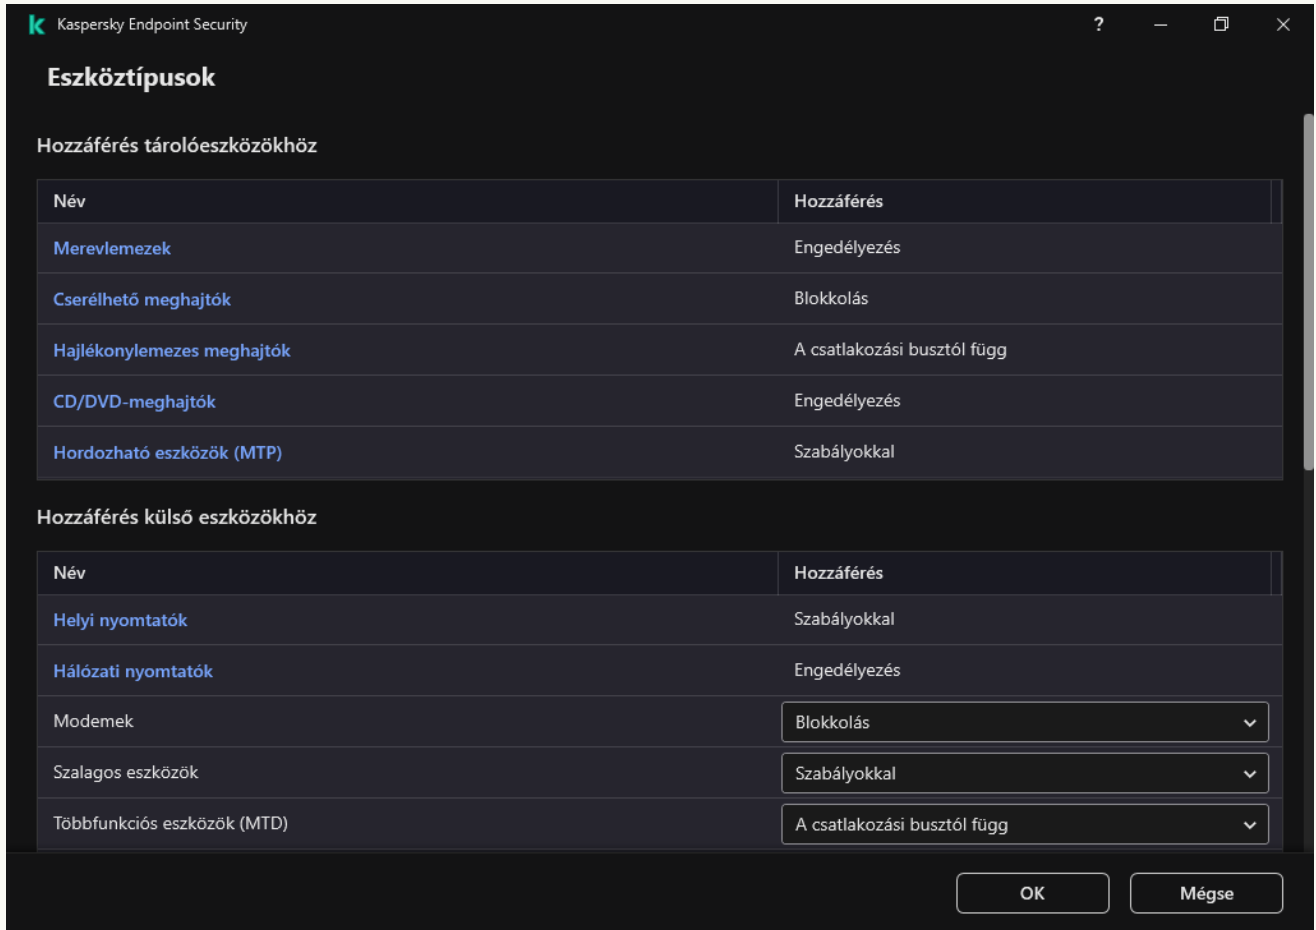 Kaspersky Endpoint Security ?
Eszköztípusok
Hozzáférés tárolóeszközökhöz
Név Hozzáférés
Merevlemezek Engedélyezés
Cserélhető meghajtók Blokkolás
Hajlékonylemezes meghajtók A csatlakozási busztól függ
CD/DVD-meghajtók Engedélyezés
Hordozható eszközök (MTP) Szabályokkal
Hozzáférés külső eszközökhöz
Név Hozzáférés
Helyi nyomtatók Szabályokkal
Hálózati nyomtatók Engedélyezés
Modemek Blokkolás
Szalagos eszközök Szabályokkal
Többfunkciós eszközök (MTD) A csatlakozási busztól függ
OK Mégse